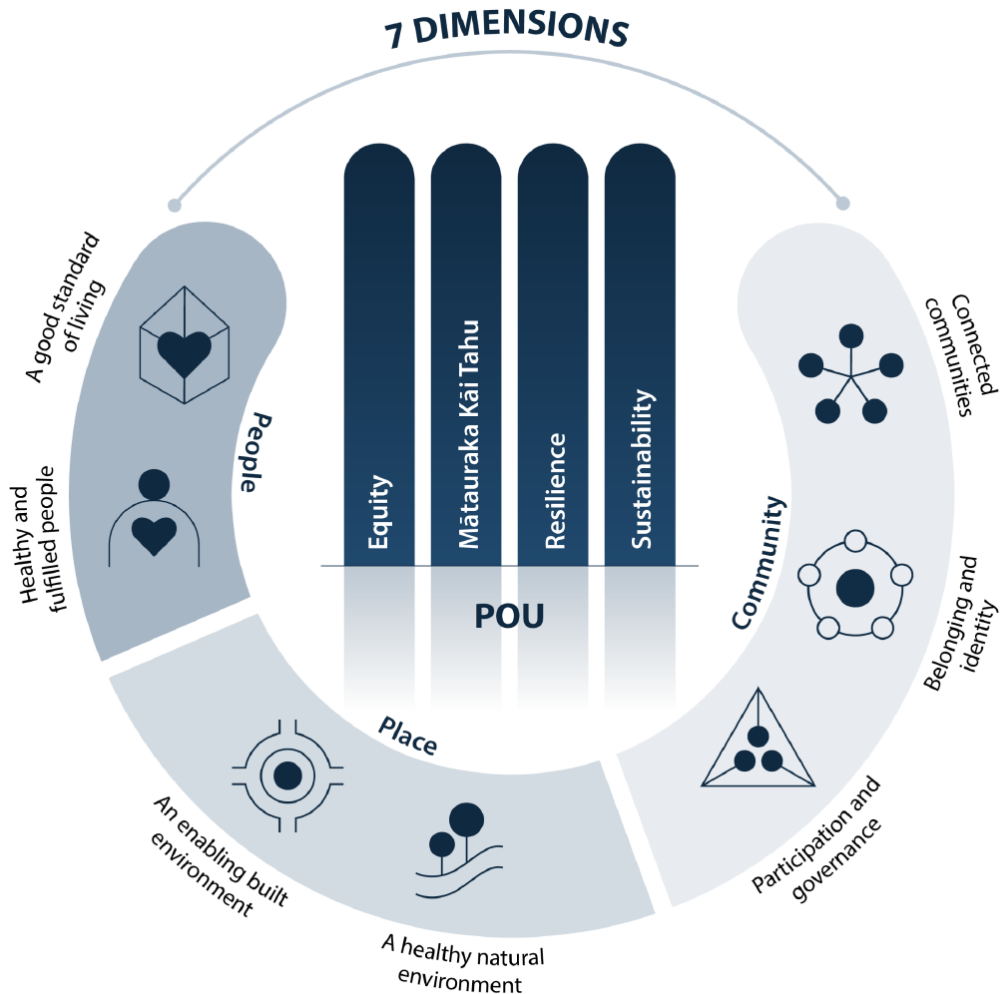 7 DIMENSIONS
A good standard
of living
Healthy and
fulfilled people
People
Equity
Mātauraka Kāi Tahu
Resilience
Sustainability
POU
Place
An enabling built
environment
A healthy natural
environment
Community
Connected
communities
Belonging and
identity
Participation and
governance